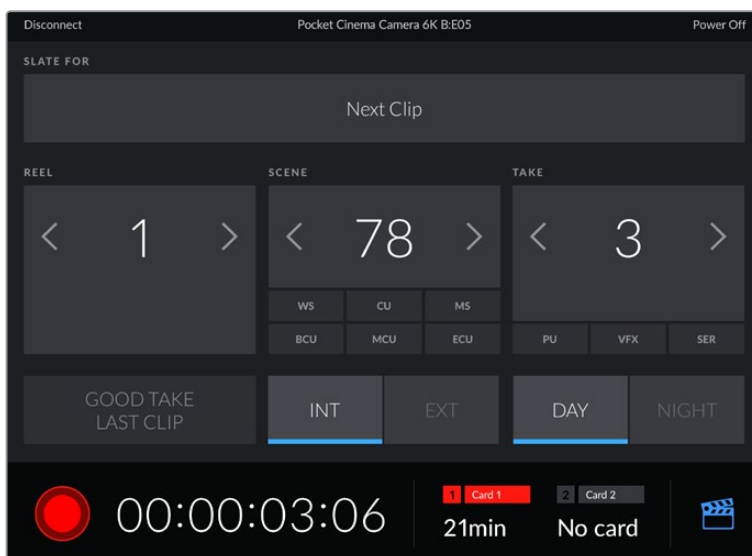 Disconnect Pocket Cinema Camera 6K B:E05 Power Off
SLATE FOR
Next Clip
REEL SCENE TAKE
< 1 > < 78 > < 3 >
WS CU MS
BCU MCU ECU PU VFX SER
GOOD TAKE
LAST CLIP
INT EXT DAY NIGHT
00:00:03:06
1 Card 1
21min
2 Card 2
No card